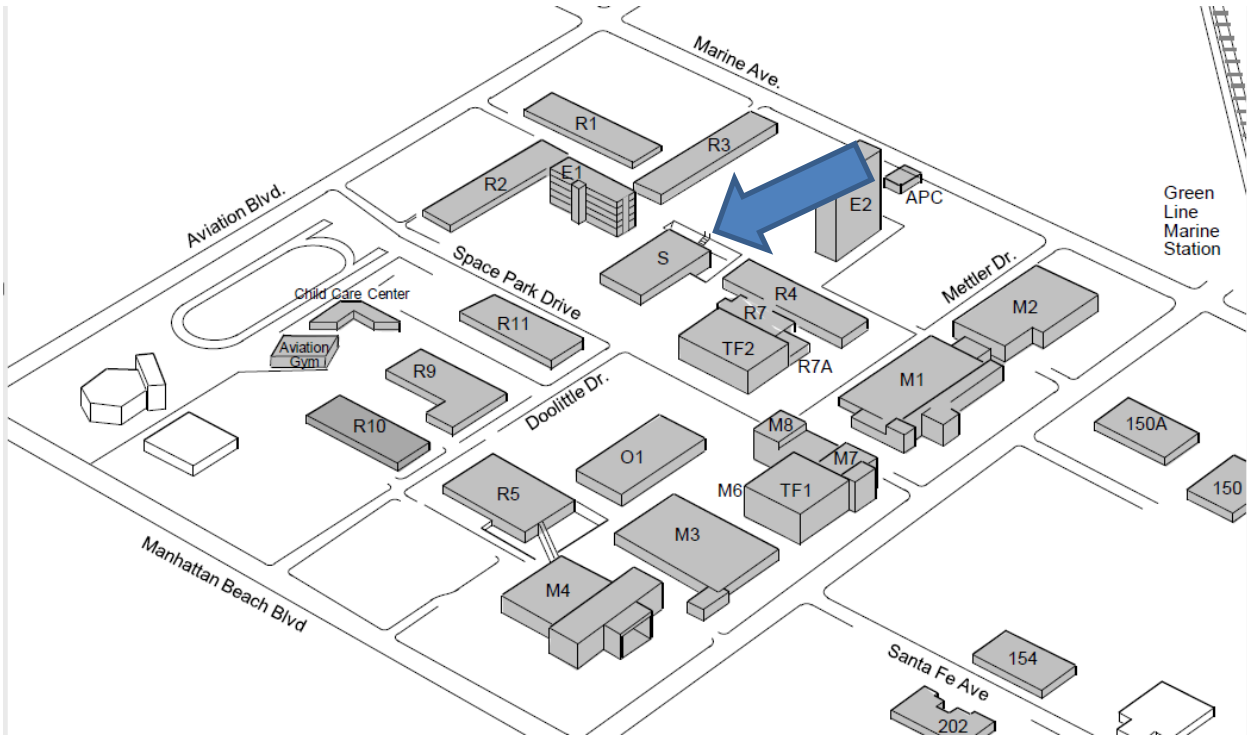 Marine Ave.
R1
R3
E1
R2
E2
APC
Aviation Blvd.
Green
Line
Marine
Station
S
Space Park Drive
Mettler Dr.
R4
M2
Child Care Center
R7
R11
TF2
Aviation
Gym
R7A
R9
M1
Doolittle Dr.
R10
M8
150A
O1
M7
R5
M6
TF1
150
M3
Manhattan Beach Blvd
M4
Santa Fe Ave
154
202